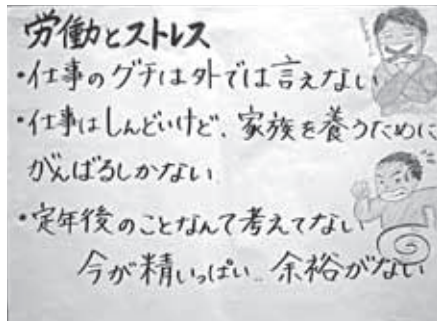 労働とストレス
・仕事のグチは外では言えない
・仕事はしんどいけど、家族を養うために
がんばるしかない
・定年後のことなんて考えてない
今が精いっぱい‥余裕がない